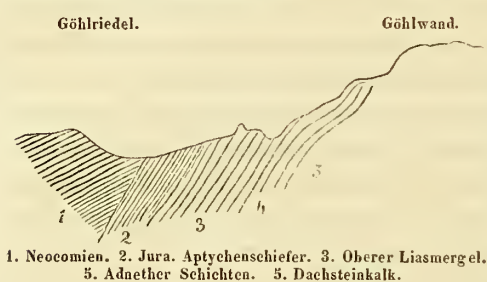 Göhlriedel. Göhlwand.
1
2
3
4
5
1. Neocomien. 2. Jura. Aptychenschiefer. 3. Oberer Liasmergel.
5. Adnether Schichten. 5. Dachsteinkalk.